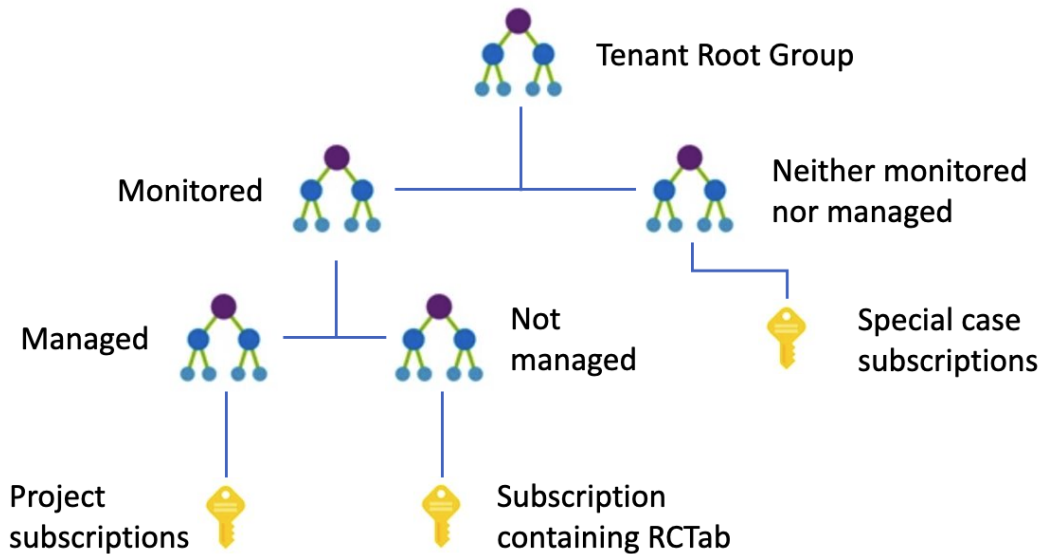 Tenant Root Group
Monitored
Neither monitored
nor managed
Managed
Not
managed
Special case
subscriptions
Project
subscriptions
Subscription
containing RCTab